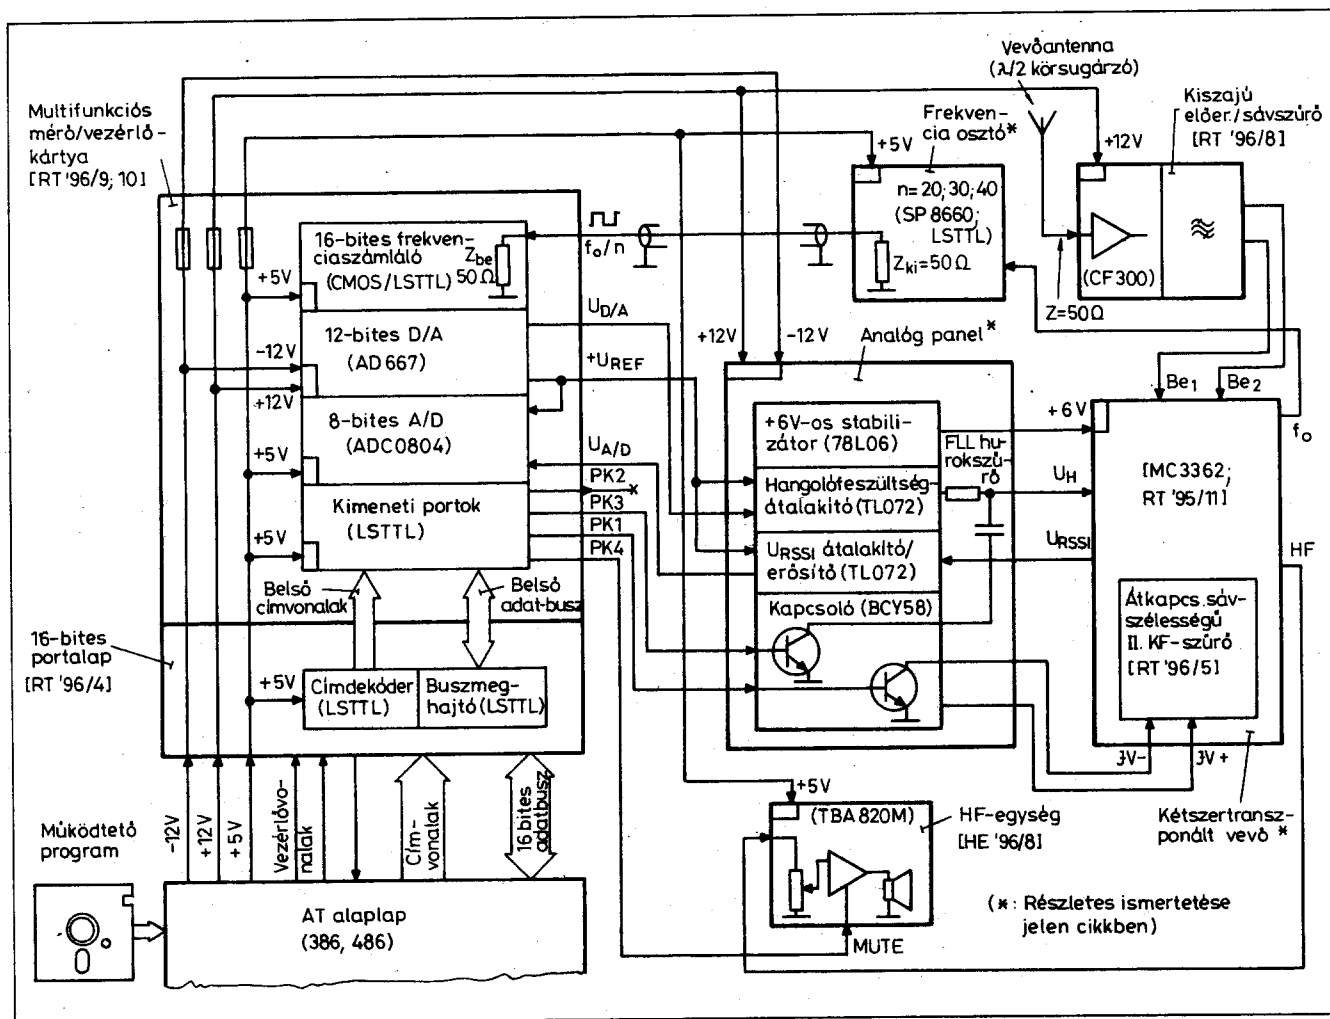 Vevőantenna
(λ/2 körsugárzó)
Multifunkciós
mérő/vezérlő-
kártya
[RT '96/9; 10]
Frekven-
cia osztó*
Kiszajú
előer./sávszűrő
[RT '96/8]
+5V
+12V
n=20; 30; 40
(SP 8660;
LSTTL)
Zki=50Ω
(CF300)
Z=50Ω
16-bites frekven-
ciaszámláló
(CMOS/LSTTL)
Zbe
50Ω
fo/n
+5V
12-bites D/A
(AD 667)
UD/A
-12V
+UREF
+12V
8-bites A/D
(ADC0804)
UA/D
+5V
Kimeneti portok
(LSTTL)
PK2
*
PK3
PK1
PK4
+5V
Belső
címvonalak
Belső
adat-busz
16-bites
portalap
[RT '96/4]
+5V
Címdekóder
(LSTTL)
Buszmeg-
hajtó(LSTTL)
+12V
-12V
Analóg panel*
+6V-os stabili-
zátor (78L06)
FLL hu-
rokszű-
rő
Hangolófeszültség-
átalakító(TL072)
URSSI átalakító/
erősítő(TL072)
Kapcsoló (BCY58)
Be1
Be2
+6V
fo
[MC3362;
RT '95/11]
UH
URSSI
HF
Átkapcs.sáv-
szélességű
II. KF-szűrő
[RT '96/5]
JV-
JV+
Kétszertransz-
ponált vevő *
+5V
(TBA820M)
HF-egység
[HE '96/8]
MUTE
(*: Részletes ismertetése
jelen cikkben)
Működtető
program
-12V
+12V
+5V
Vezérlővo-
nalak
Cím-
vonalak
16 bites
adatbusz
AT alaplap
(386, 486)